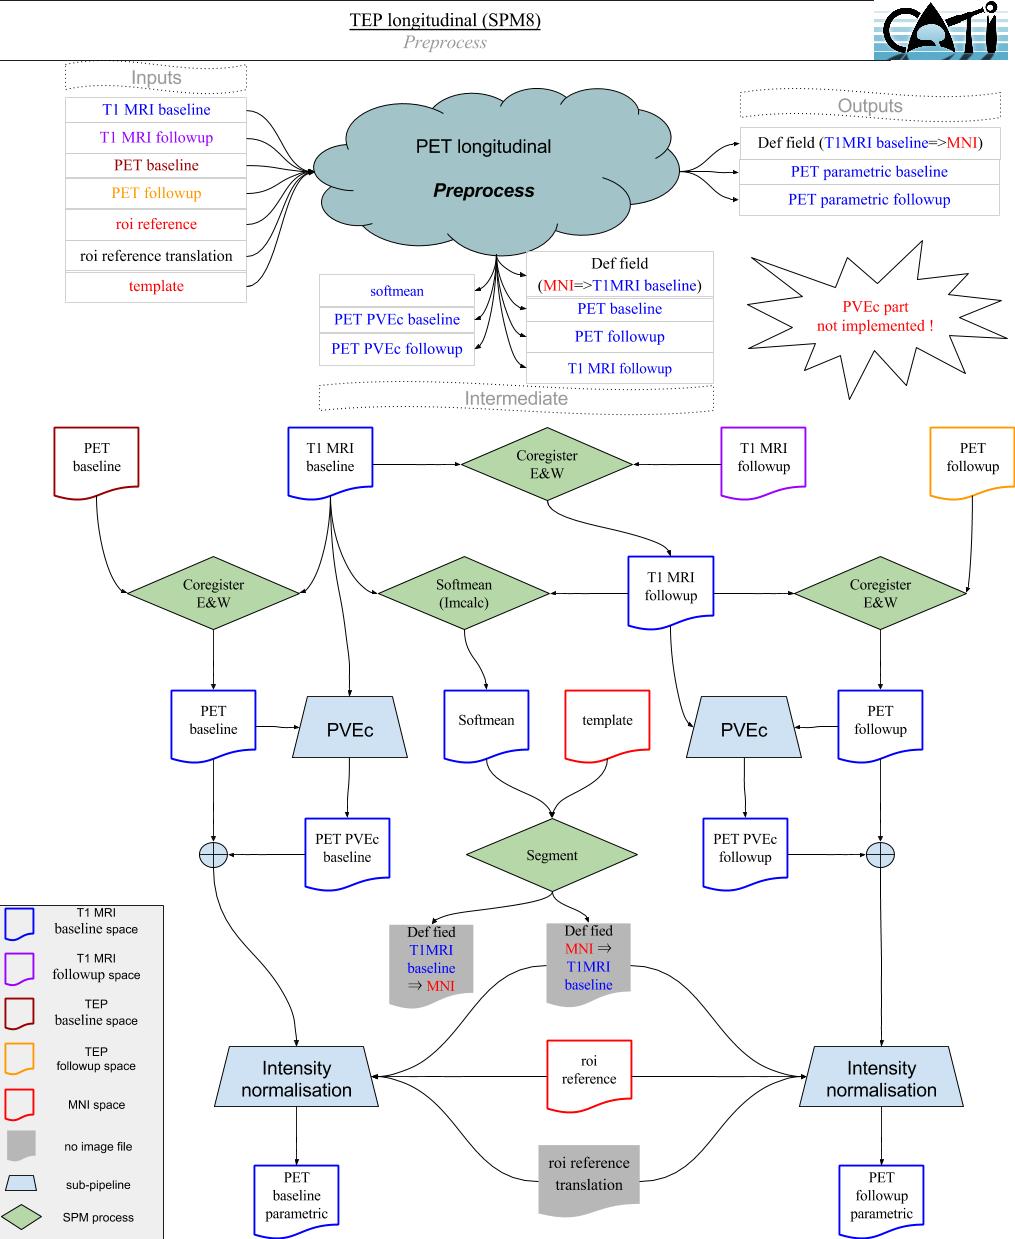 TEP longitudinal (SPM8)
Preprocess
CATI
Inputs
T1 MRI baseline
T1 MRI followup
PET baseline
PET followup
roi reference
roi reference translation
template
PET longitudinal
Preprocess
Outputs
Def field (T1MRI baseline=>MNI)
PET parametric baseline
PET parametric followup
softmean
PET PVEc baseline
PET PVEc followup
Def field
(MNI=>T1MRI baseline)
PET baseline
PET followup
T1 MRI followup
Intermediate
PVEc part
not implemented !
PET
baseline
T1 MRI
baseline
Coregister
E&W
T1 MRI
followup
PET
followup
Coregister
E&W
Softmean
(Imcalc)
T1 MRI
followup
Coregister
E&W
PET
baseline
PVEc
Softmean
template
PVEc
PET
followup
PET PVEc
baseline
Segment
PET PVEc
followup
Def fied
T1MRI
baseline
⇒ MNI
Def fied
MNI ⇒
T1MRI
baseline
Intensity
normalisation
roi
reference
Intensity
normalisation
roi reference
translation
PET
baseline
parametric
PET
followup
parametric
T1 MRI
baseline space
T1 MRI
followup space
TEP
baseline space
TEP
followup space
MNI space
no image file
sub-pipeline
SPM process